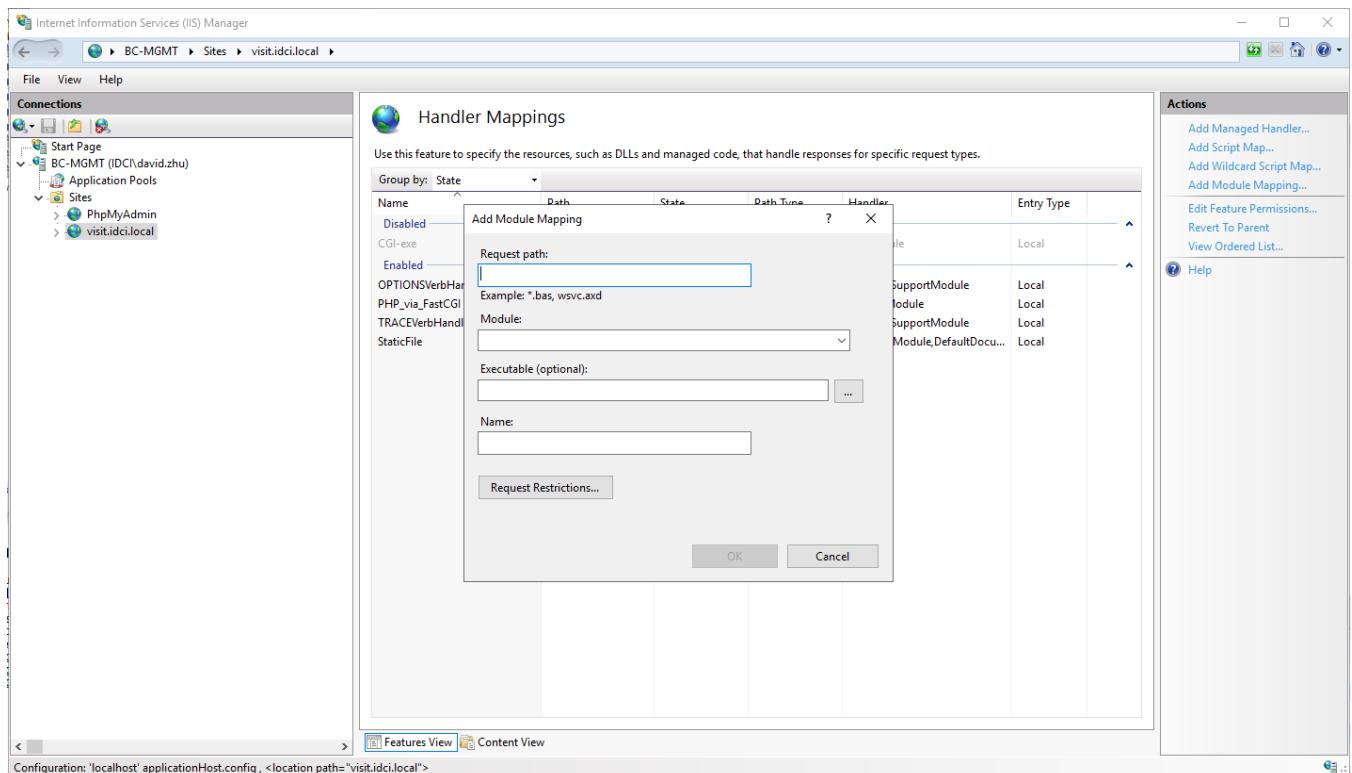 Internet Information Services (IIS) Manager
BC-MGMT Sites visit.idci.local
File View Help
Connections
Start Page
BC-MGMT (IDCI\david.zhu)
Application Pools
Sites
PhpMyAdmin
visit.idci.local
Handler Mappings
Use this feature to specify the resources, such as DLLs and managed code, that handle responses for specific request types.
Group by: State
Name Path State Path Type Handler Entry Type
Disabled
CGI-exe Local
Enabled
OPTIONSVerbHan SupportModule Local
PHP_via_FastCGI Module Local
TRACEVerbHandl SupportModule Local
StaticFile Module,DefaultDocu... Local
Add Module Mapping ?
Request path:
Example: *.bas, wsvc.axd
Module:
Executable (optional):
...
Name:
Request Restrictions...
OK Cancel
Features View Content View
Actions
Add Managed Handler...
Add Script Map...
Add Wildcard Script Map...
Add Module Mapping...
Edit Feature Permissions...
Revert To Parent
View Ordered List...
Help
Configuration: 'localhost' applicationHost.config , <location path="visit.idci.local">